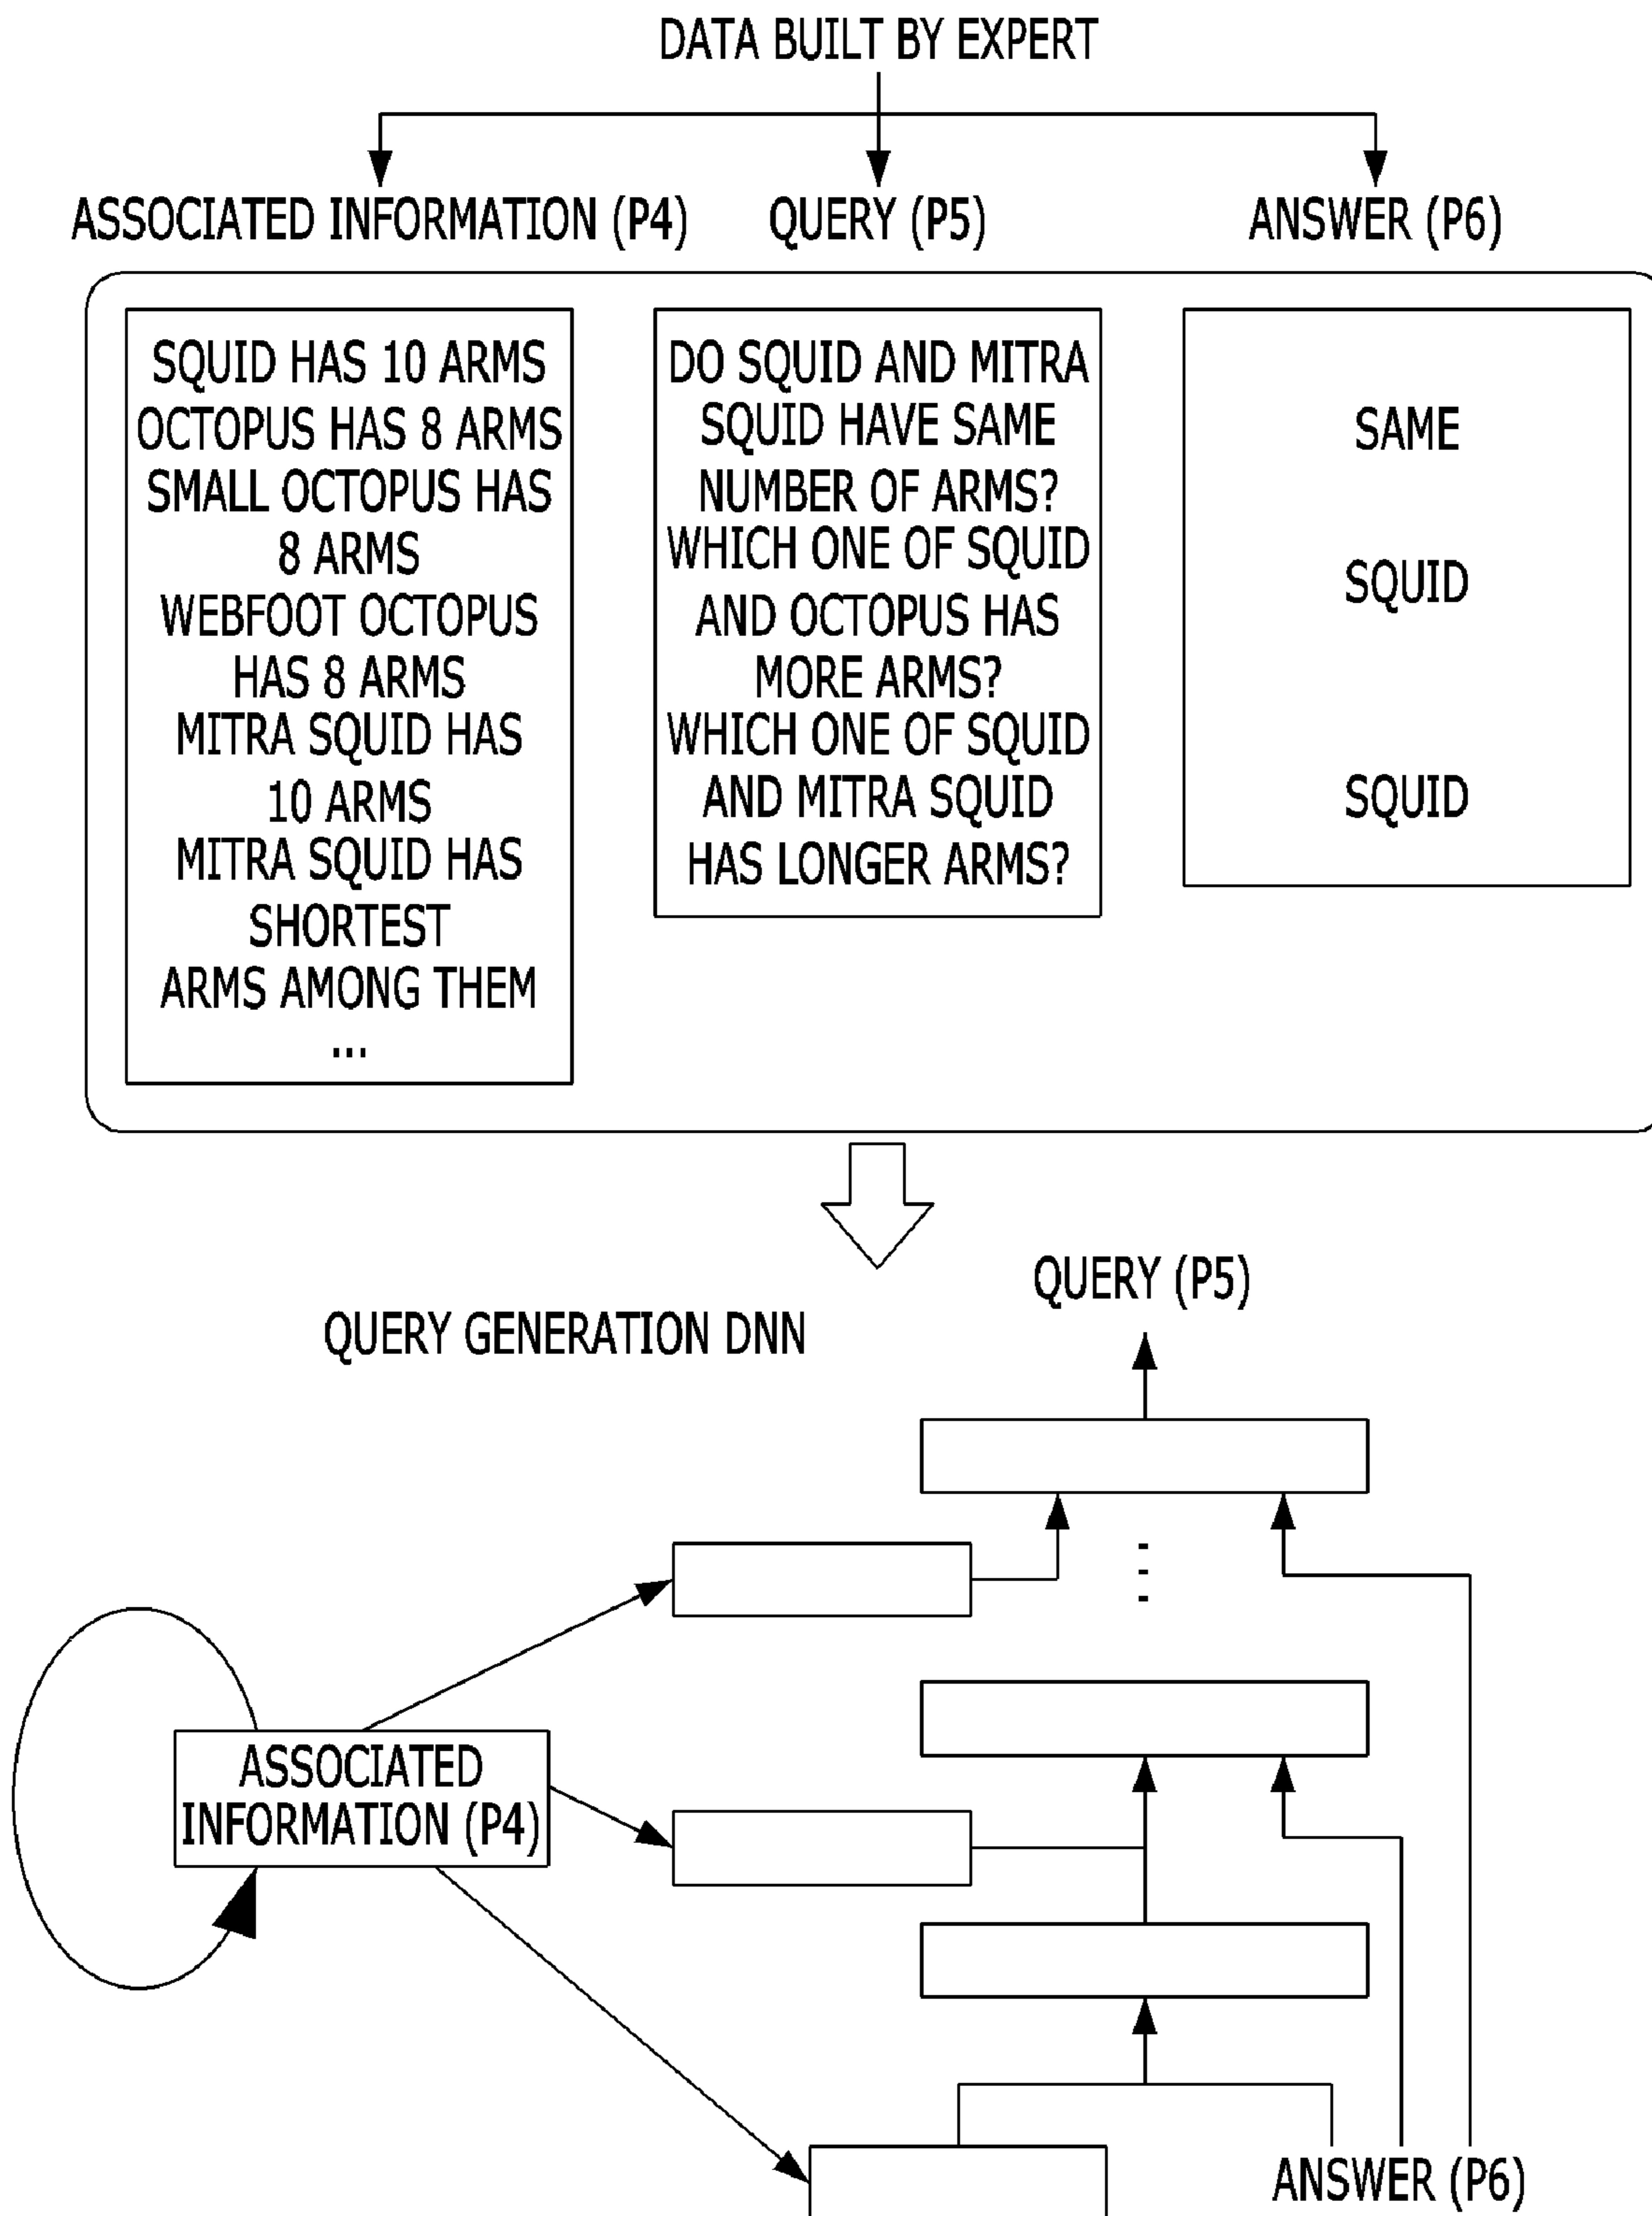 DATA BUILT BY EXPERT
ASSOCIATED INFORMATION (P4)
QUERY (P5)
ANSWER (P6)
SQUID HAS 10 ARMS
OCTOPUS HAS 8 ARMS
SMALL OCTOPUS HAS
8 ARMS
WEBFOOT OCTOPUS
HAS 8 ARMS
MITRA SQUID HAS
10 ARMS
MITRA SQUID HAS
SHORTEST
ARMS AMONG THEM
...
DO SQUID AND MITRA
SQUID HAVE SAME
NUMBER OF ARMS?
WHICH ONE OF SQUID
AND OCTOPUS HAS
MORE ARMS?
WHICH ONE OF SQUID
AND MITRA SQUID
HAS LONGER ARMS?
SAME
SQUID
SQUID
QUERY (P5)
QUERY GENERATION DNN
ASSOCIATED
INFORMATION (P4)
ANSWER (P6)